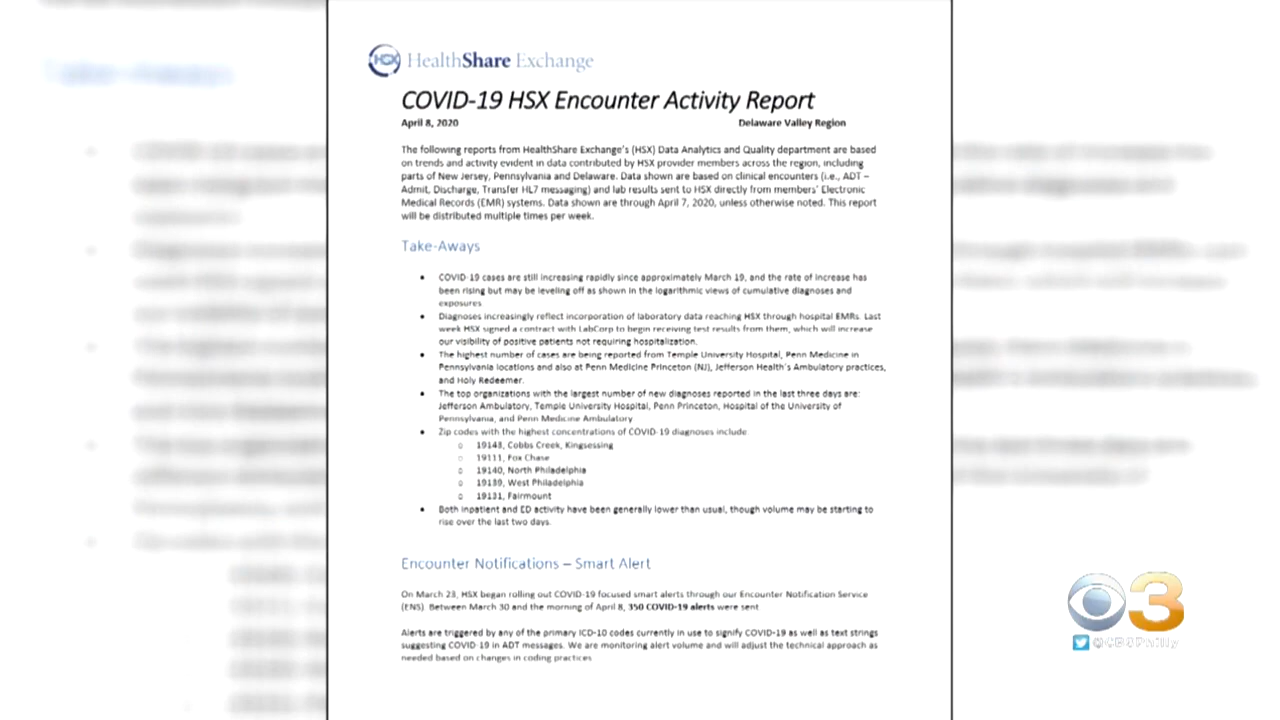 HSX HealthShare Exchange
COVID-19 HSX Encounter Activity Report
April 8, 2020 Delaware Valley Region
The following reports from HealthShare Exchange's (HSX) Data Analytics and Quality department are based
on trends and activity evident in data contributed by HSX provider members across the region, including
parts of New Jersey, Pennsylvania and Delaware. Data shown are based on clinical encounters (i.e., ADT –
Admit, Discharge, Transfer HL7 messaging) and lab results sent to HSX directly from members' Electronic
Medical Records (EMR) systems. Data shown are through April 7, 2020, unless otherwise noted. This report
will be distributed multiple times per week.
Take-Aways
• COVID-19 cases are still increasing rapidly since approximately March 19, and the rate of increase has
been rising but may be leveling off as shown in the logarithmic views of cumulative diagnoses and
exposures
• Diagnoses increasingly reflect incorporation of laboratory data reaching HSX through hospital EMRs. Last
week HSX signed a contract with LabCorp to begin receiving test results from them, which will increase
our visibility of positive patients not requiring hospitalization.
• The highest number of cases are being reported from Temple University Hospital, Penn Medicine in
Pennsylvania locations and also at Penn Medicine Princeton (NJ), Jefferson Health's Ambulatory practices,
and Holy Redeemer.
• The top organizations with the largest number of new diagnoses reported in the last three days are:
Jefferson Ambulatory, Temple University Hospital, Penn Princeton, Hospital of the University of
Pennsylvania, and Penn Medicine Ambulatory
• Zip codes with the highest concentrations of COVID-19 diagnoses include
o 19143, Cobbs Creek, Kingsessing
o 19111, Fox Chase
o 19140, North Philadelphia
o 19139, West Philadelphia
o 19131, Fairmount
• Both inpatient and ED activity have been generally lower than usual, though volume may be starting to
rise over the last two days.
Encounter Notifications – Smart Alert
On March 23, HSX began rolling out COVID-19 focused smart alerts through our Encounter Notification Service
(ENS) Between March 30 and the morning of April 8, 350 COVID-19 alerts were sent
Alerts are triggered by any of the primary ICD-10 codes currently in use to signify COVID-19 as well as text strings
suggesting COVID-19 in ADT messages. We are monitoring alert volume and will adjust the technical approach as
needed based on changes in coding practices
3
@CBSPhilly
Take-Aways